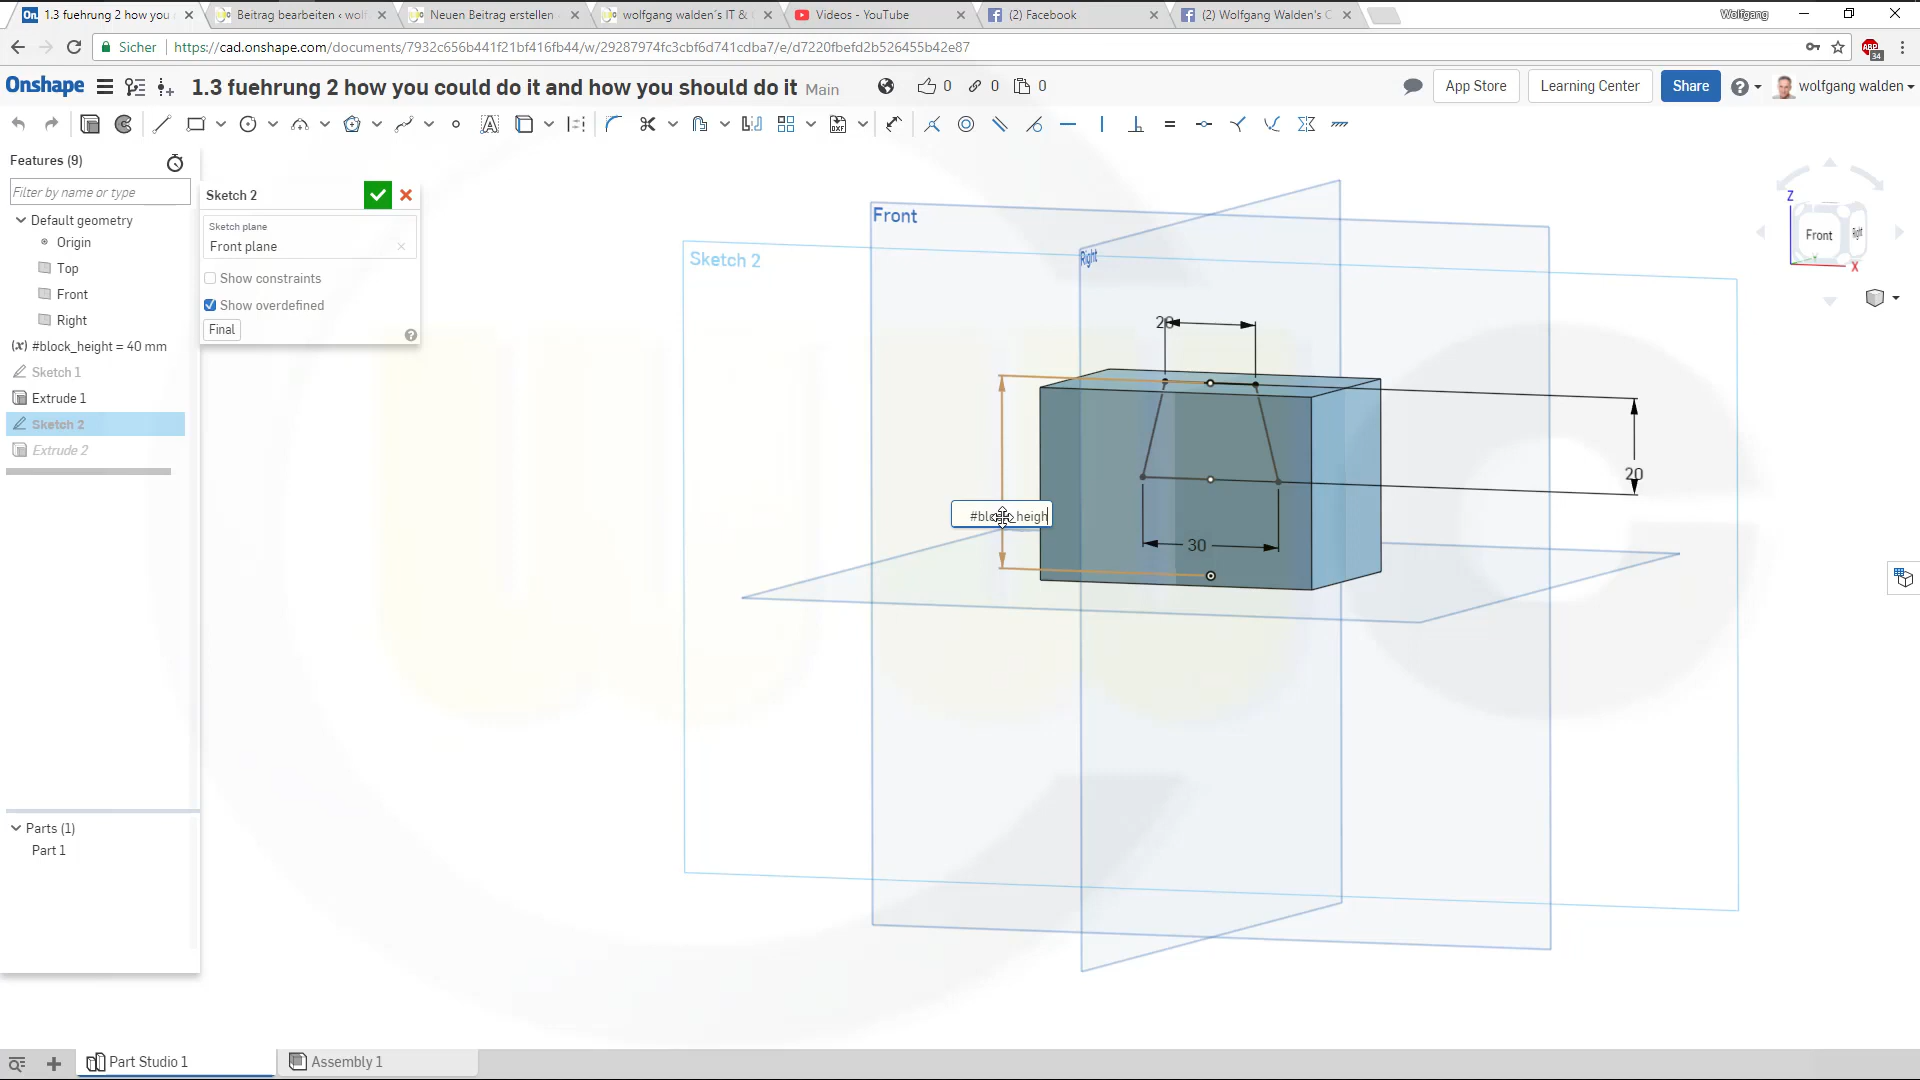 1.3 fuehrung 2 how you
Beitrag bearbeiten ‹ wolf
Neuen Beitrag erstellen
wolfgang walden's IT &
Videos - YouTube
(2) Facebook
(2) Wolfgang Walden's C
Wolfgang
Sicher
https://cad.onshape.com/documents/7932c656b441f21bf416fb44/w/29287974fc3cbf6d741cdba7/e/d7220fbefd2b526455b42e87
ABP
34
Onshape
1.3 fuehrung 2 how you could do it and how you should do it
Main
0
0
0
App Store
Learning Center
Share
wolfgang walden
Features (9)
Filter by name or type
Default geometry
Origin
Top
Front
Right
(x) #block_height = 40 mm
Sketch 1
Extrude 1
Sketch 2
Extrude 2
Parts (1)
Part 1
Sketch 2
Sketch plane
Front plane
Show constraints
Show overdefined
Final
Front
Sketch 2
Right
20
20
30
Z
Front
Right
X
Part Studio 1
Assembly 1